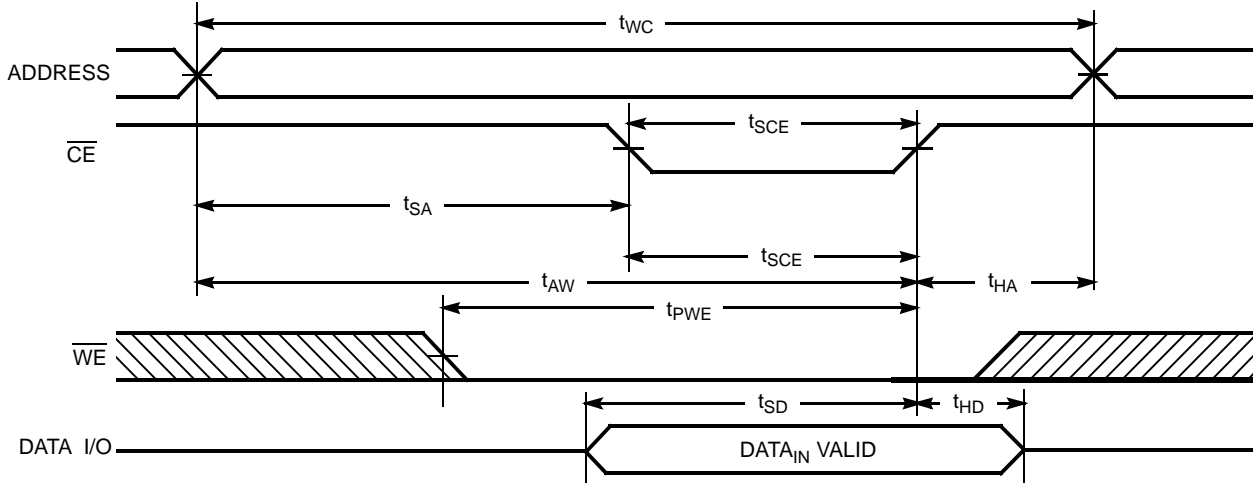 tWC
ADDRESS
tSCE
CE
tSA
tSCE
tAW
tHA
tPWE
WE
tSD
tHD
DATA I/O
DATAIN VALID